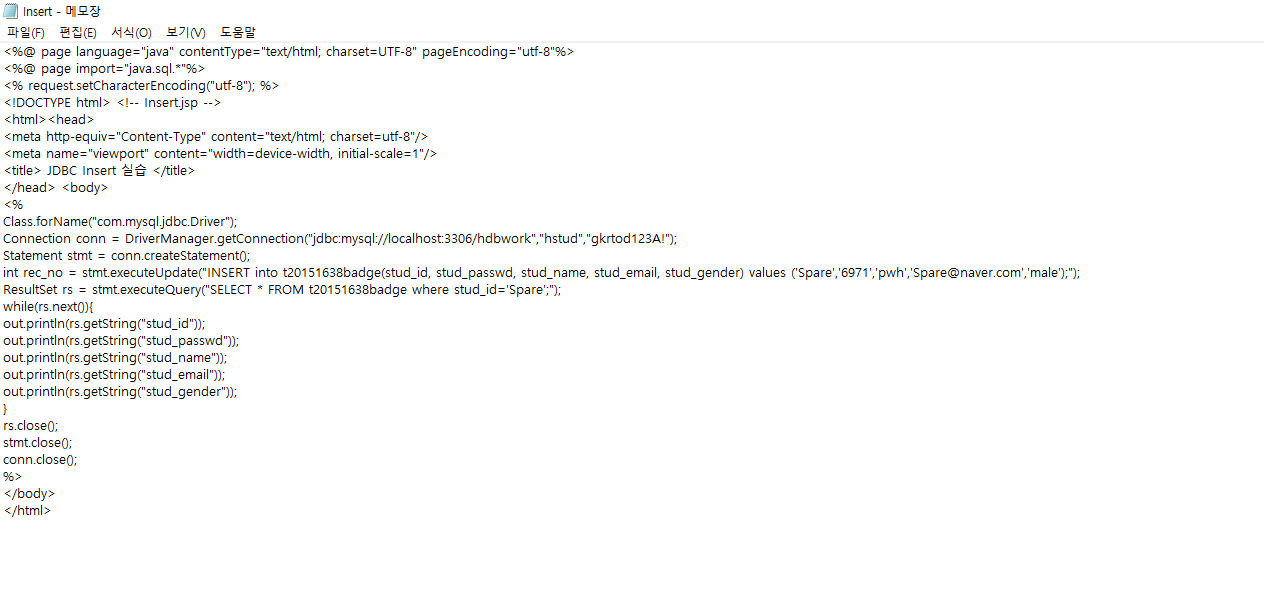 Insert - 메모장
파일(F) 편집(E) 서식(O) 보기(V) 도움말
<%@ page language="java" contentType="text/html; charset=UTF-8" pageEncoding="utf-8"%>
<%@ page import="java.sql.*"%>
<% request.setCharacterEncoding("utf-8"); %>
<!DOCTYPE html> <!-- Insert.jsp -->
<html><head>
<meta http-equiv="Content-Type" content="text/html; charset=utf-8"/>
<meta name="viewport" content="width=device-width, initial-scale=1"/>
<title> JDBC Insert 실습 </title>
</head> <body>
<%
Class.forName("com.mysql.jdbc.Driver");
Connection conn = DriverManager.getConnection("jdbc:mysql://localhost:3306/hdbwork","hstud","gkrtod123A!");
Statement stmt = conn.createStatement();
int rec_no = stmt.executeUpdate("INSERT into t20151638badge(stud_id, stud_passwd, stud_name, stud_email, stud_gender) values ('Spare','6971','pwh','Spare@naver.com','male');");
ResultSet rs = stmt.executeQuery("SELECT * FROM t20151638badge where stud_id='Spare';");
while(rs.next()){
out.println(rs.getString("stud_id"));
out.println(rs.getString("stud_passwd"));
out.println(rs.getString("stud_name"));
out.println(rs.getString("stud_email"));
out.println(rs.getString("stud_gender"));
}
rs.close();
stmt.close();
conn.close();
%>
</body>
</html>